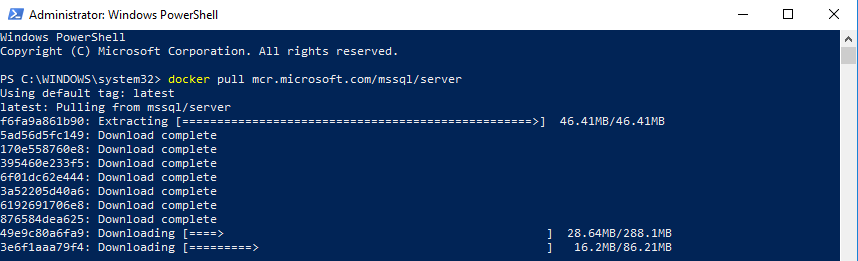 Administrator: Windows PowerShell
Windows PowerShell
Copyright (C) Microsoft Corporation. All rights reserved.
PS C:\WINDOWS\system32> docker pull mcr.microsoft.com/mssql/server
Using default tag: latest
latest: Pulling from mssql/server
f6fa9a861b90: Extracting [==================================================>]  46.41MB/46.41MB
5ad56d5fc149: Download complete
170e558760e8: Download complete
395460e233f5: Download complete
6f01dc62e444: Download complete
3a52205d40a6: Download complete
6192691706e8: Download complete
876584dea625: Download complete
49e9c80a6fa9: Downloading [====>                                              ]  28.64MB/288.1MB
3e6f1aaa79f4: Downloading [=========>                                         ]   16.2MB/86.21MB